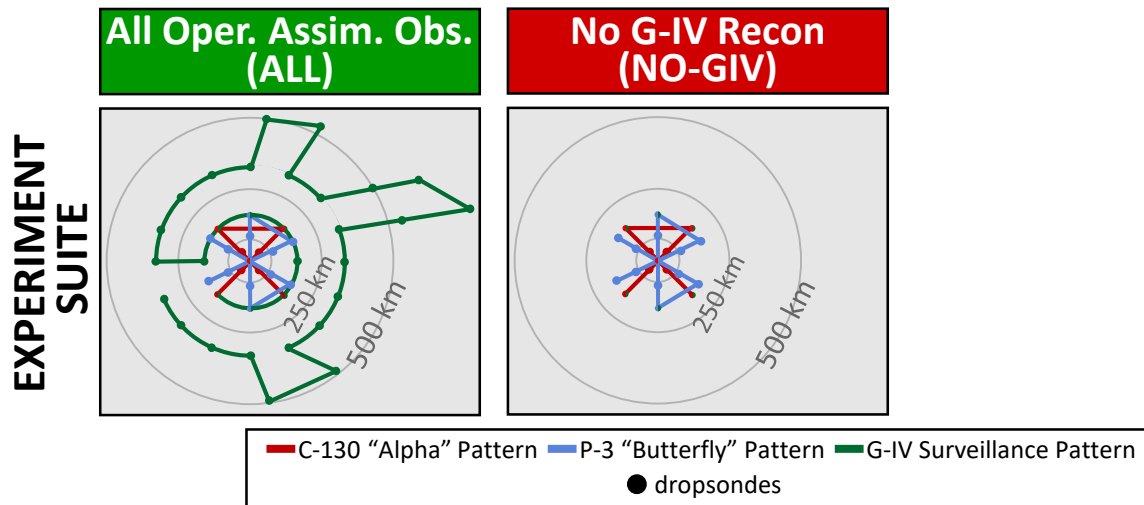 All Oper. Assim. Obs.
(ALL)
No G-IV Recon
(NO-GIV)
EXPERIMENT
SUITE
250 km
500 km
250 km
500 km
C-130 “Alpha” Pattern
P-3 “Butterfly” Pattern
G-IV Surveillance Pattern
dropsondes